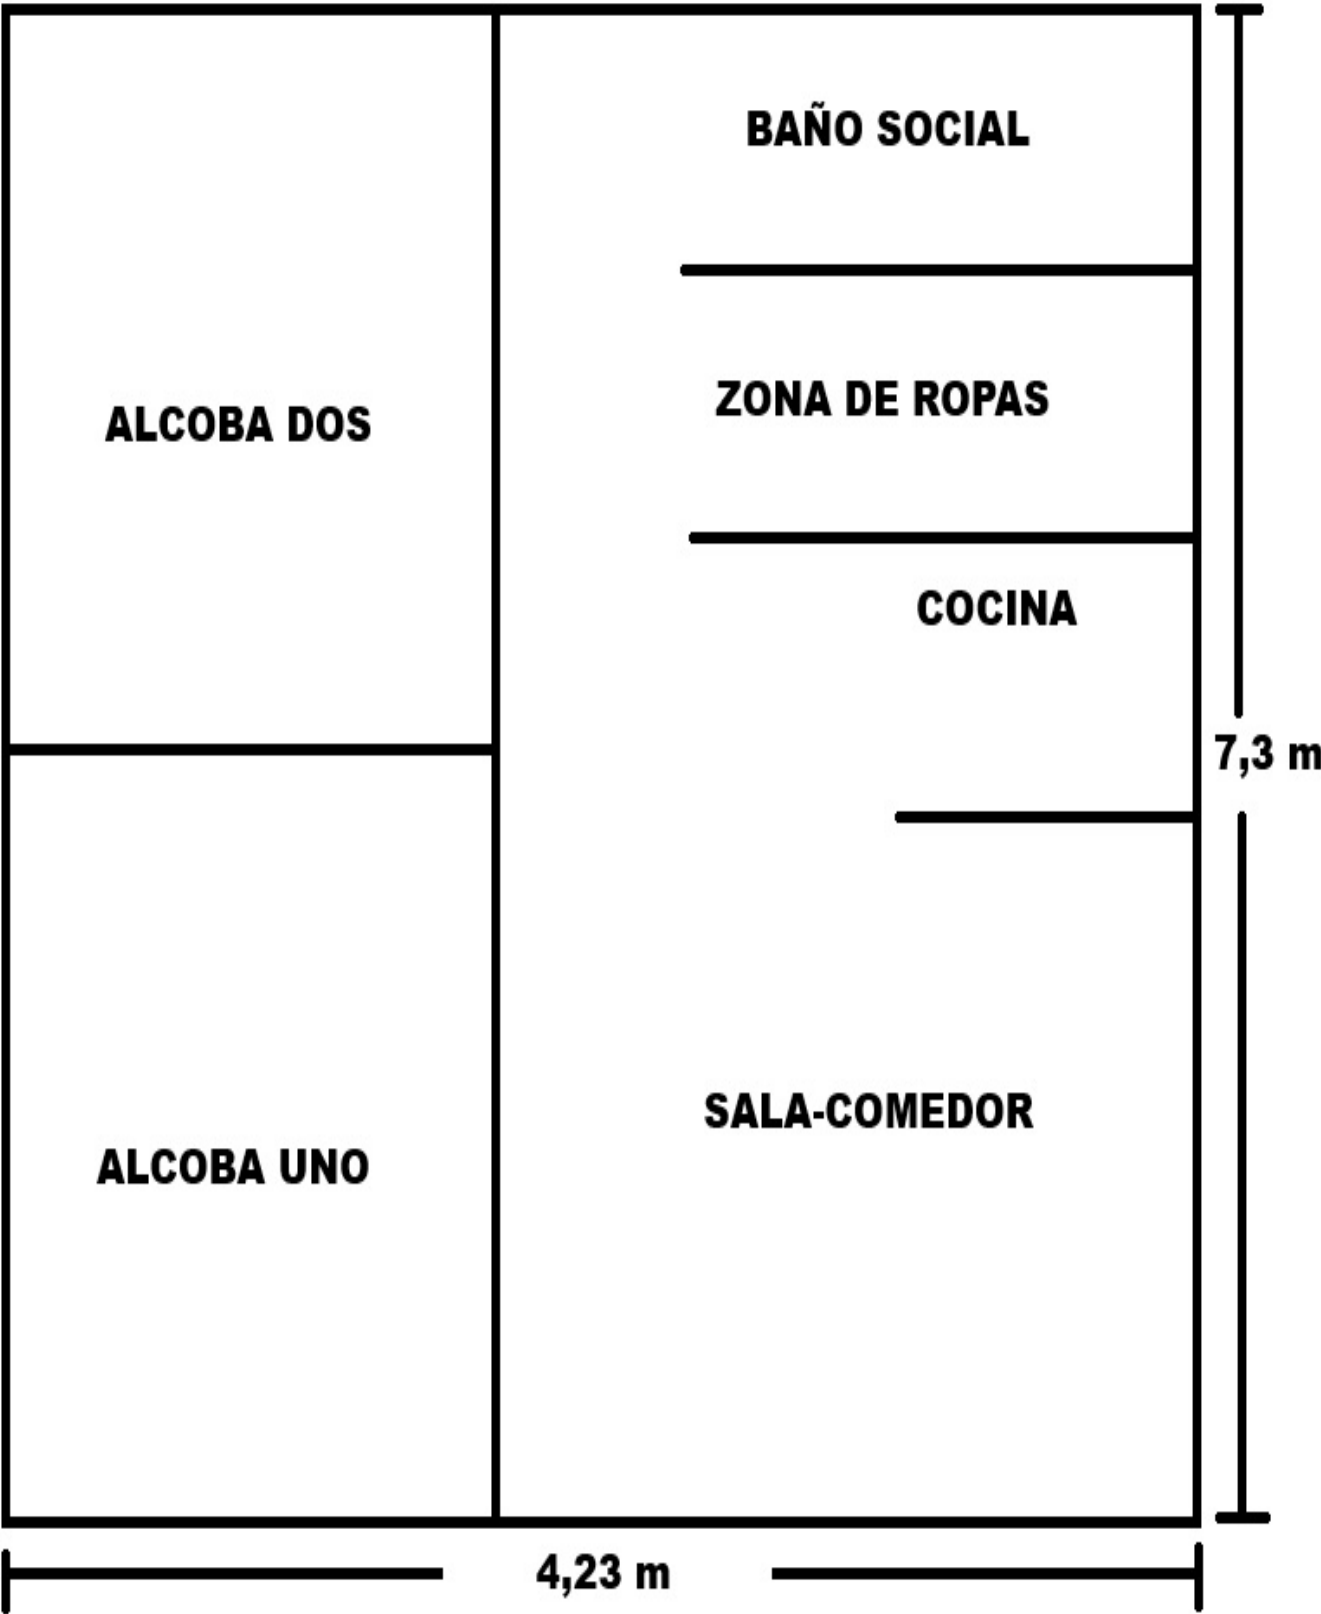 BAÑO SOCIAL
ZONA DE ROPAS
ALCOBA DOS
COCINA
7,3 m
SALA-COMEDOR
ALCOBA UNO
4,23 m